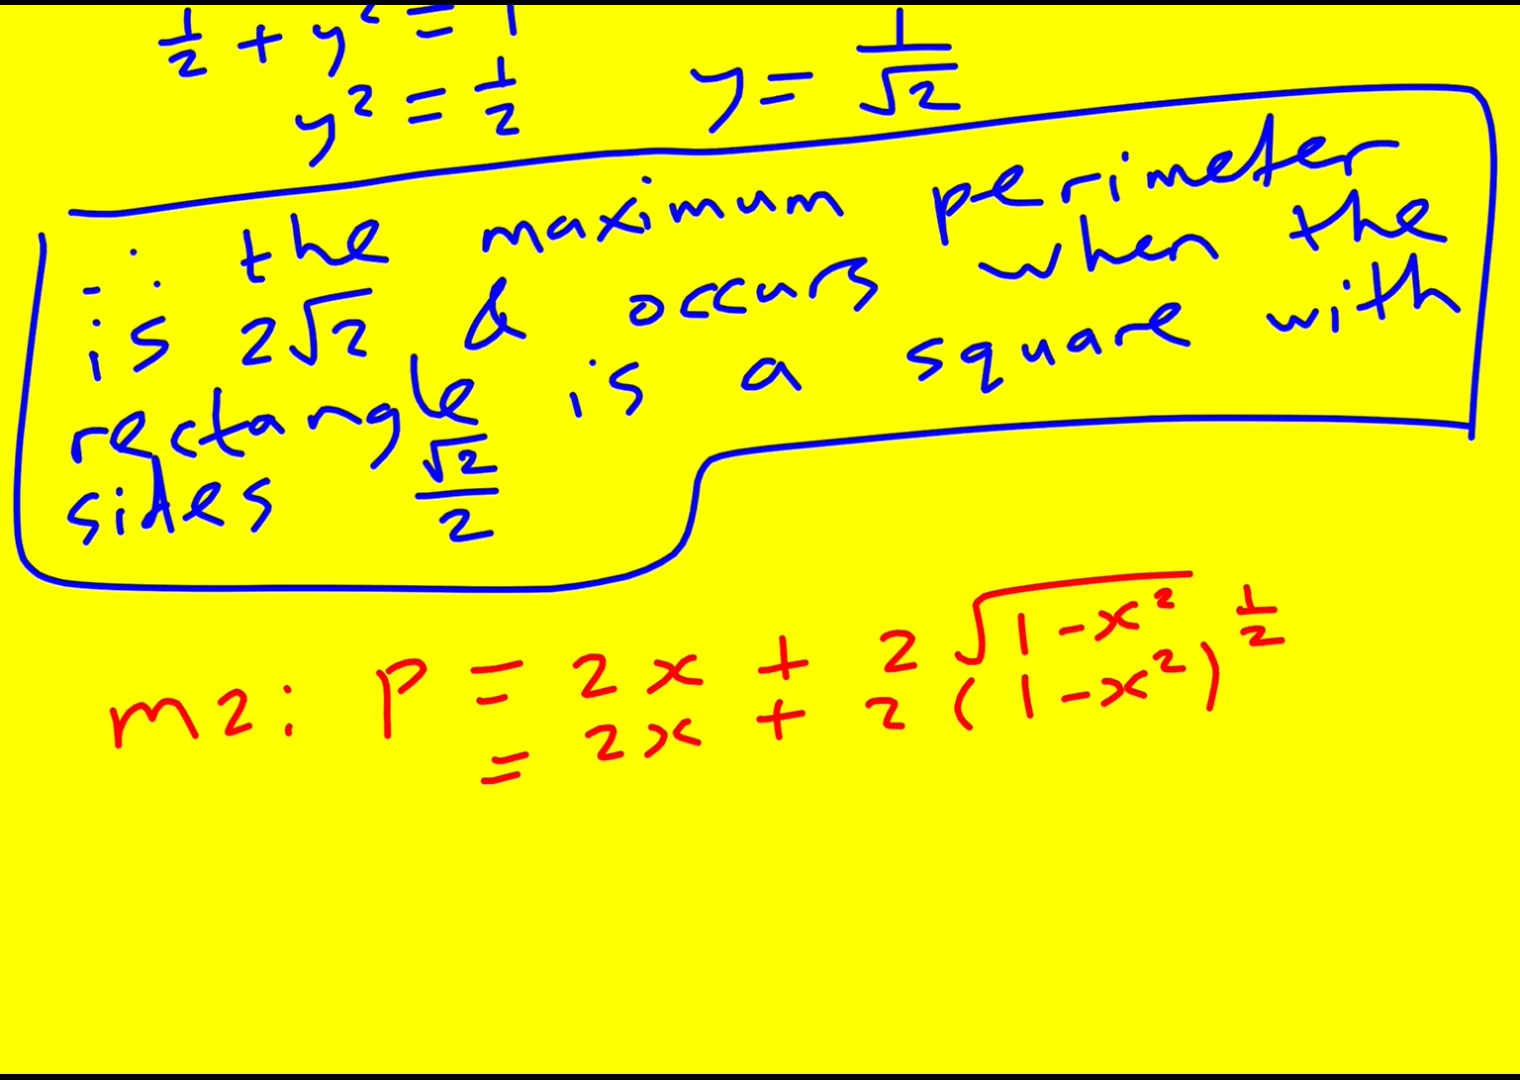 1/2 + y² = 1
y² = 1/2 y = 1/√2
∴ the maximum perimeter
is 2√2 & occurs when the
rectangle is a square with
sides √2/2
m2: P = 2x + 2√(1-x²)
= 2x + 2(1-x²)^(1/2)